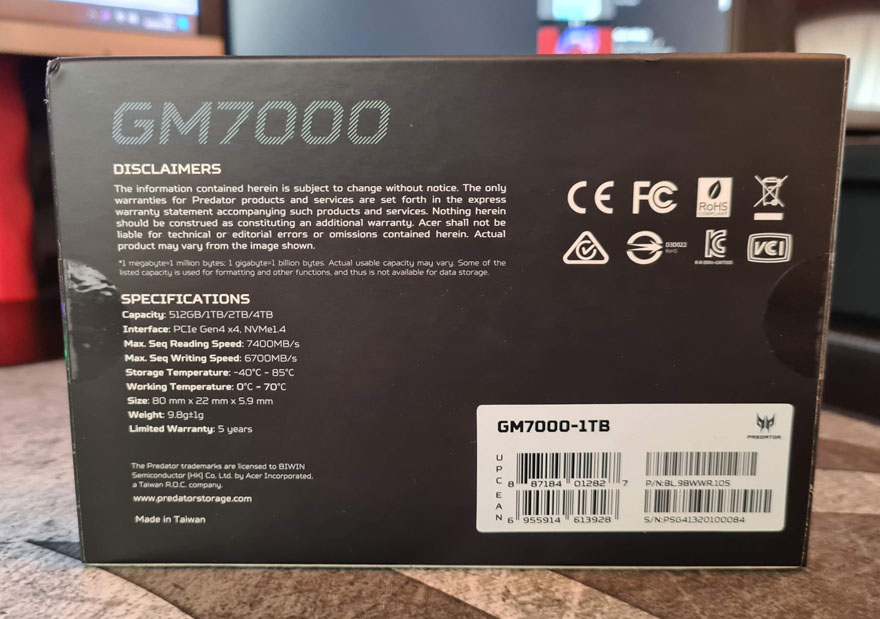 GM7000
DISCLAIMERS
The information contained herein is subject to change without notice. The only
warranties for Predator products and services are set forth in the express
warranty statement accompanying such products and services. Nothing herein
should be construed as constituting an additional warranty. Acer shall not be
liable for technical or editorial errors or omissions contained herein. Actual
product may vary from the image shown.
*1 megabyte=1 million bytes; 1 gigabyte=1 billion bytes. Actual usable capacity may vary. Some of the
listed capacity is used for formatting and other functions, and thus is not available for data storage.
CE FC RoHS
COMPLIANT
D3D022
RoHS
KC
VCI
SPECIFICATIONS
Capacity: 512GB/1TB/2TB/4TB
Interface: PCIe Gen4 x4, NVMe1.4
Max. Seq Reading Speed: 7400MB/s
Max. Seq Writing Speed: 6700MB/s
Storage Temperature: -40°C ~ 85°C
Working Temperature: 0°C ~ 70°C
Size: 80 mm x 22 mm x 5.9 mm
Weight: 9.8g±1g
Limited Warranty: 5 years
The Predator trademarks are licensed to BIWIN
Semiconductor [HK] Co, Ltd. by Acer Incorporated,
a Taiwan R.O.C. company.
www.predatorstorage.com
Made in Taiwan
GM7000-1TB
PREDATOR
UPC
8 87184 01282 7
P/N:BL.9BWWR.105
EAN
6 955914 613928
S/N:PSG41320100084